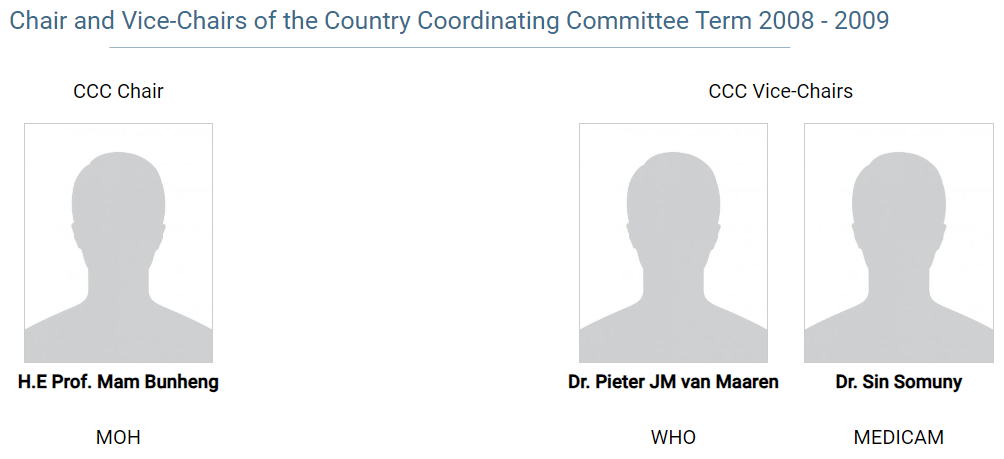 Chair and Vice-Chairs of the Country Coordinating Committee Term 2008 - 2009
CCC Chair
CCC Vice-Chairs
H.E Prof. Mam Bunheng
Dr. Pieter JM van Maaren
Dr. Sin Somuny
MOH
WHO
MEDICAM